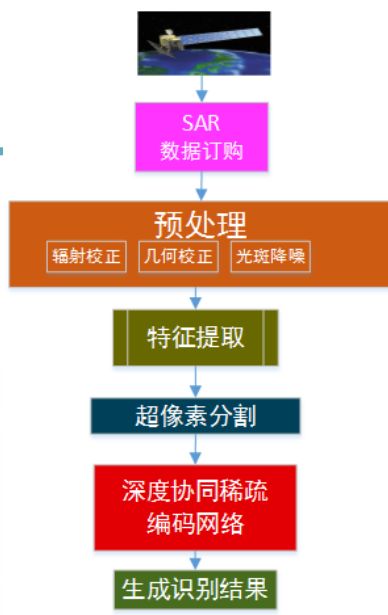 SAR
数据订购
预处理
辐射校正 几何校正 光斑降噪
特征提取
超像素分割
深度协同稀疏
编码网络
生成识别结果